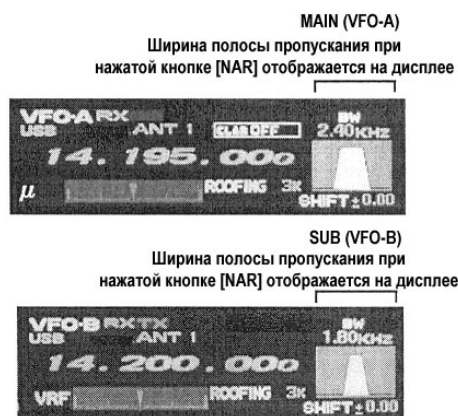 MAIN (VFO-A)
Ширина полосы пропускания при
нажатой кнопке [NAR] отображается на дисплее
VFO-A RX
USB ANT 1 CLAR OFF
BW
2.40KHz
14. 195. 000
µ ROOFING 3K
SHIFT ±0.00
SUB (VFO-B)
Ширина полосы пропускания при
нажатой кнопке [NAR] отображается на дисплее
VFO-B RX TX
USB ANT 1
BW
1.80KHz
14. 200. 000
VRF ROOFING 3K
SHIFT ±0.00